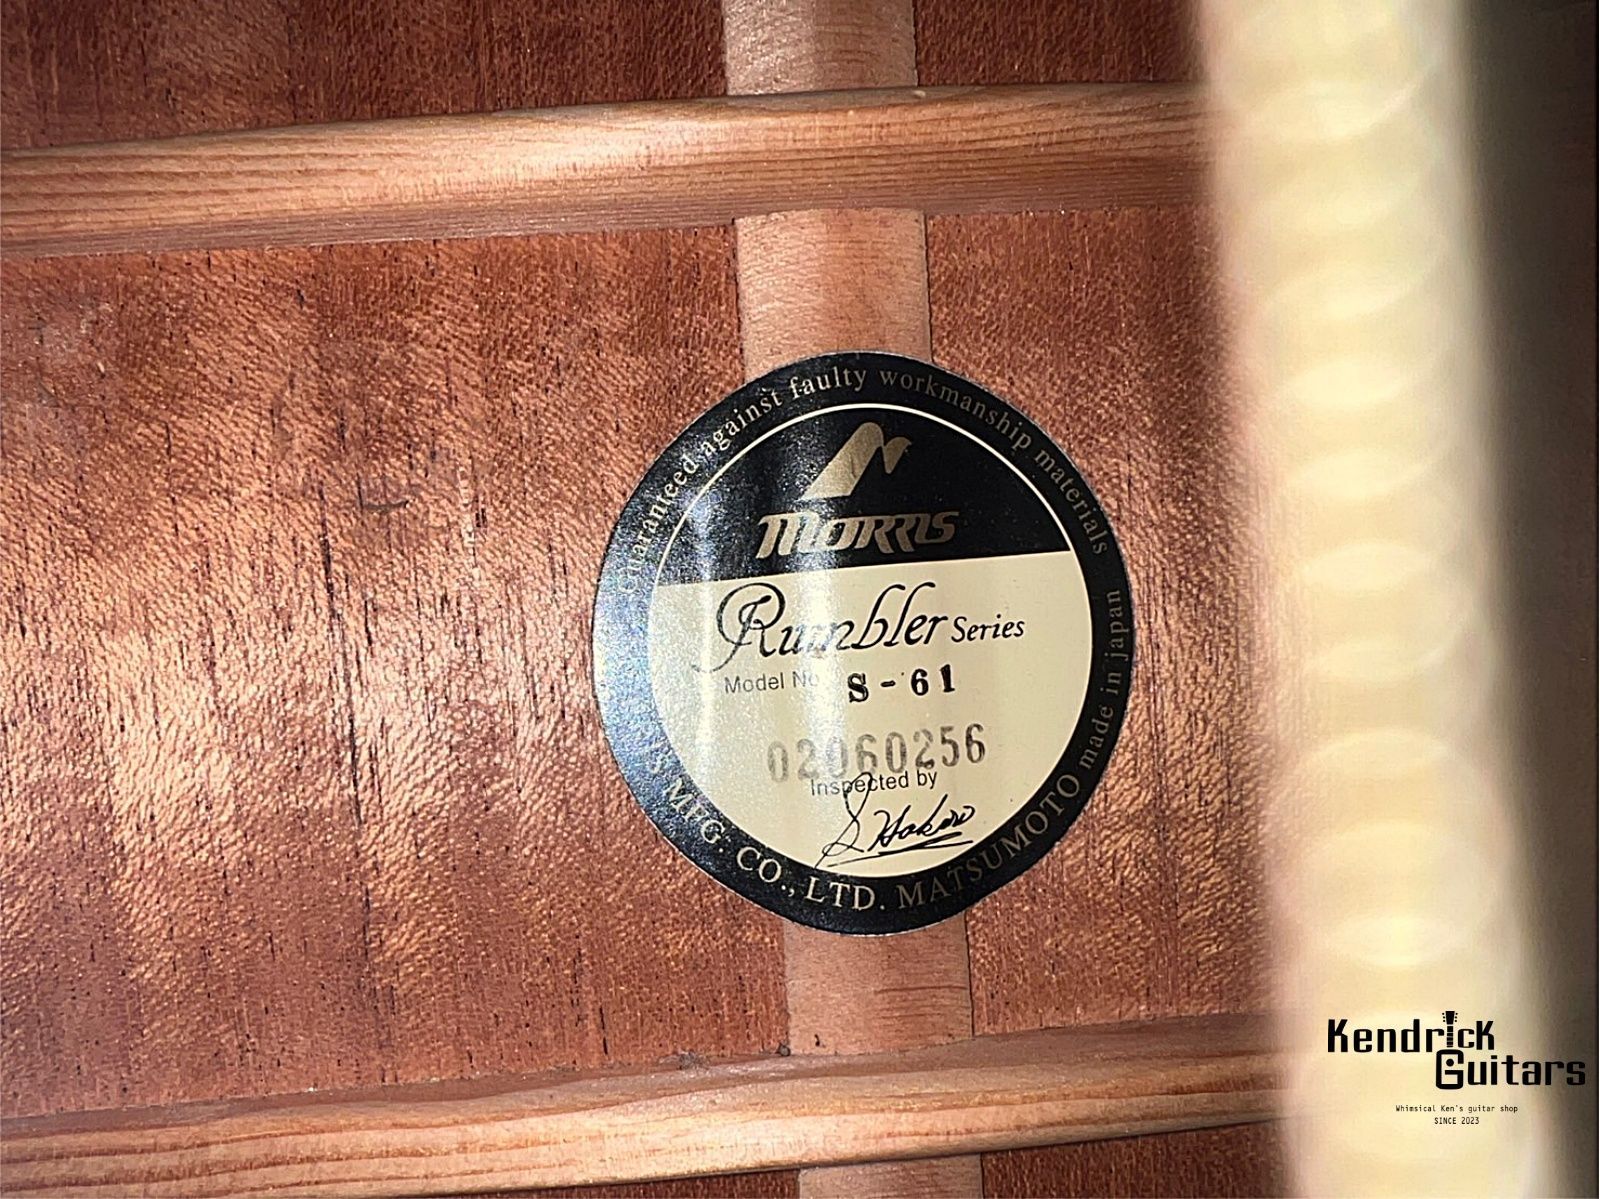 Guaranteed against faulty workmanship materials
MORRIS
Rumbler Series
Model No. S-61
02060256
Inspected by
MFG. CO., LTD. MATSUMOTO made in japan
Kendrick
Guitars
Whimsical Ken's guitar shop
SINCE 2023